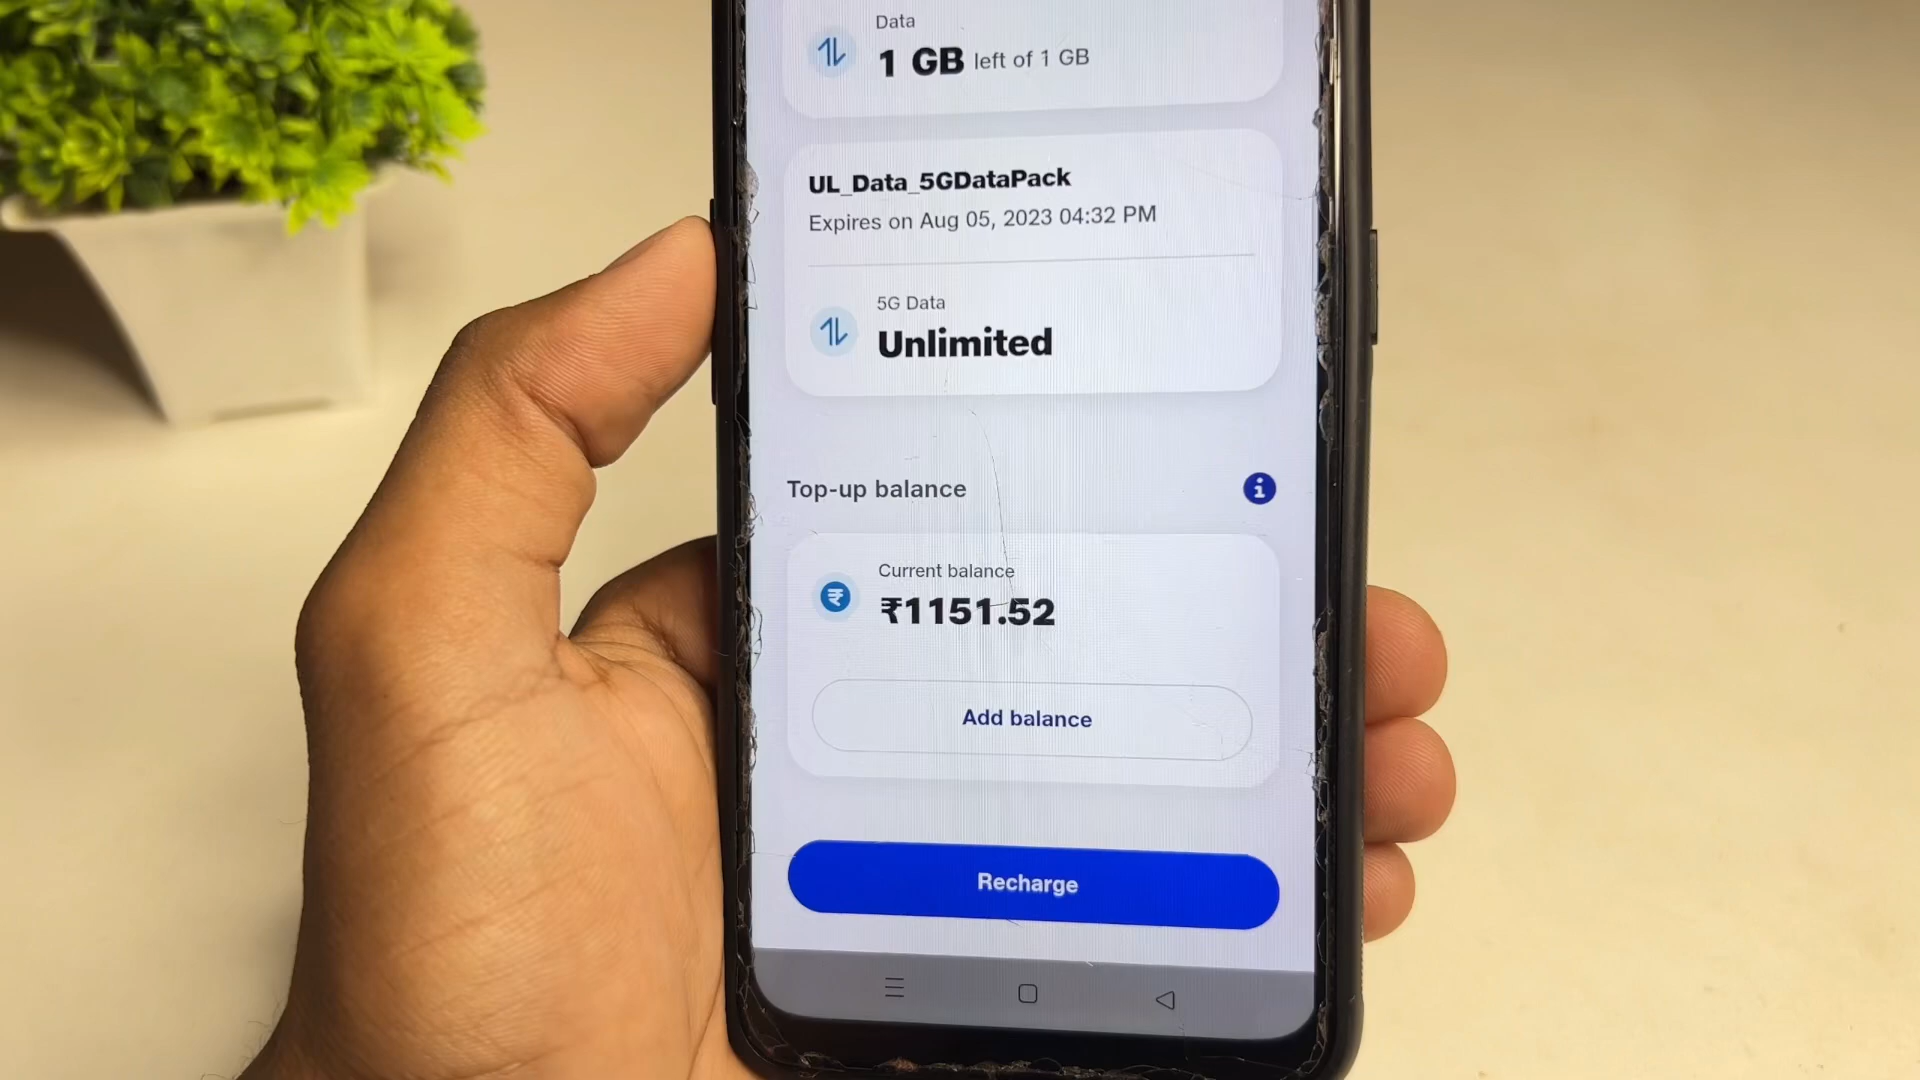 Data
1 GB left of 1 GB
UL_Data_5GDataPack
Expires on Aug 05, 2023 04:32 PM
5G Data
Unlimited
Top-up balance
Current balance
₹1151.52
Add balance
Recharge